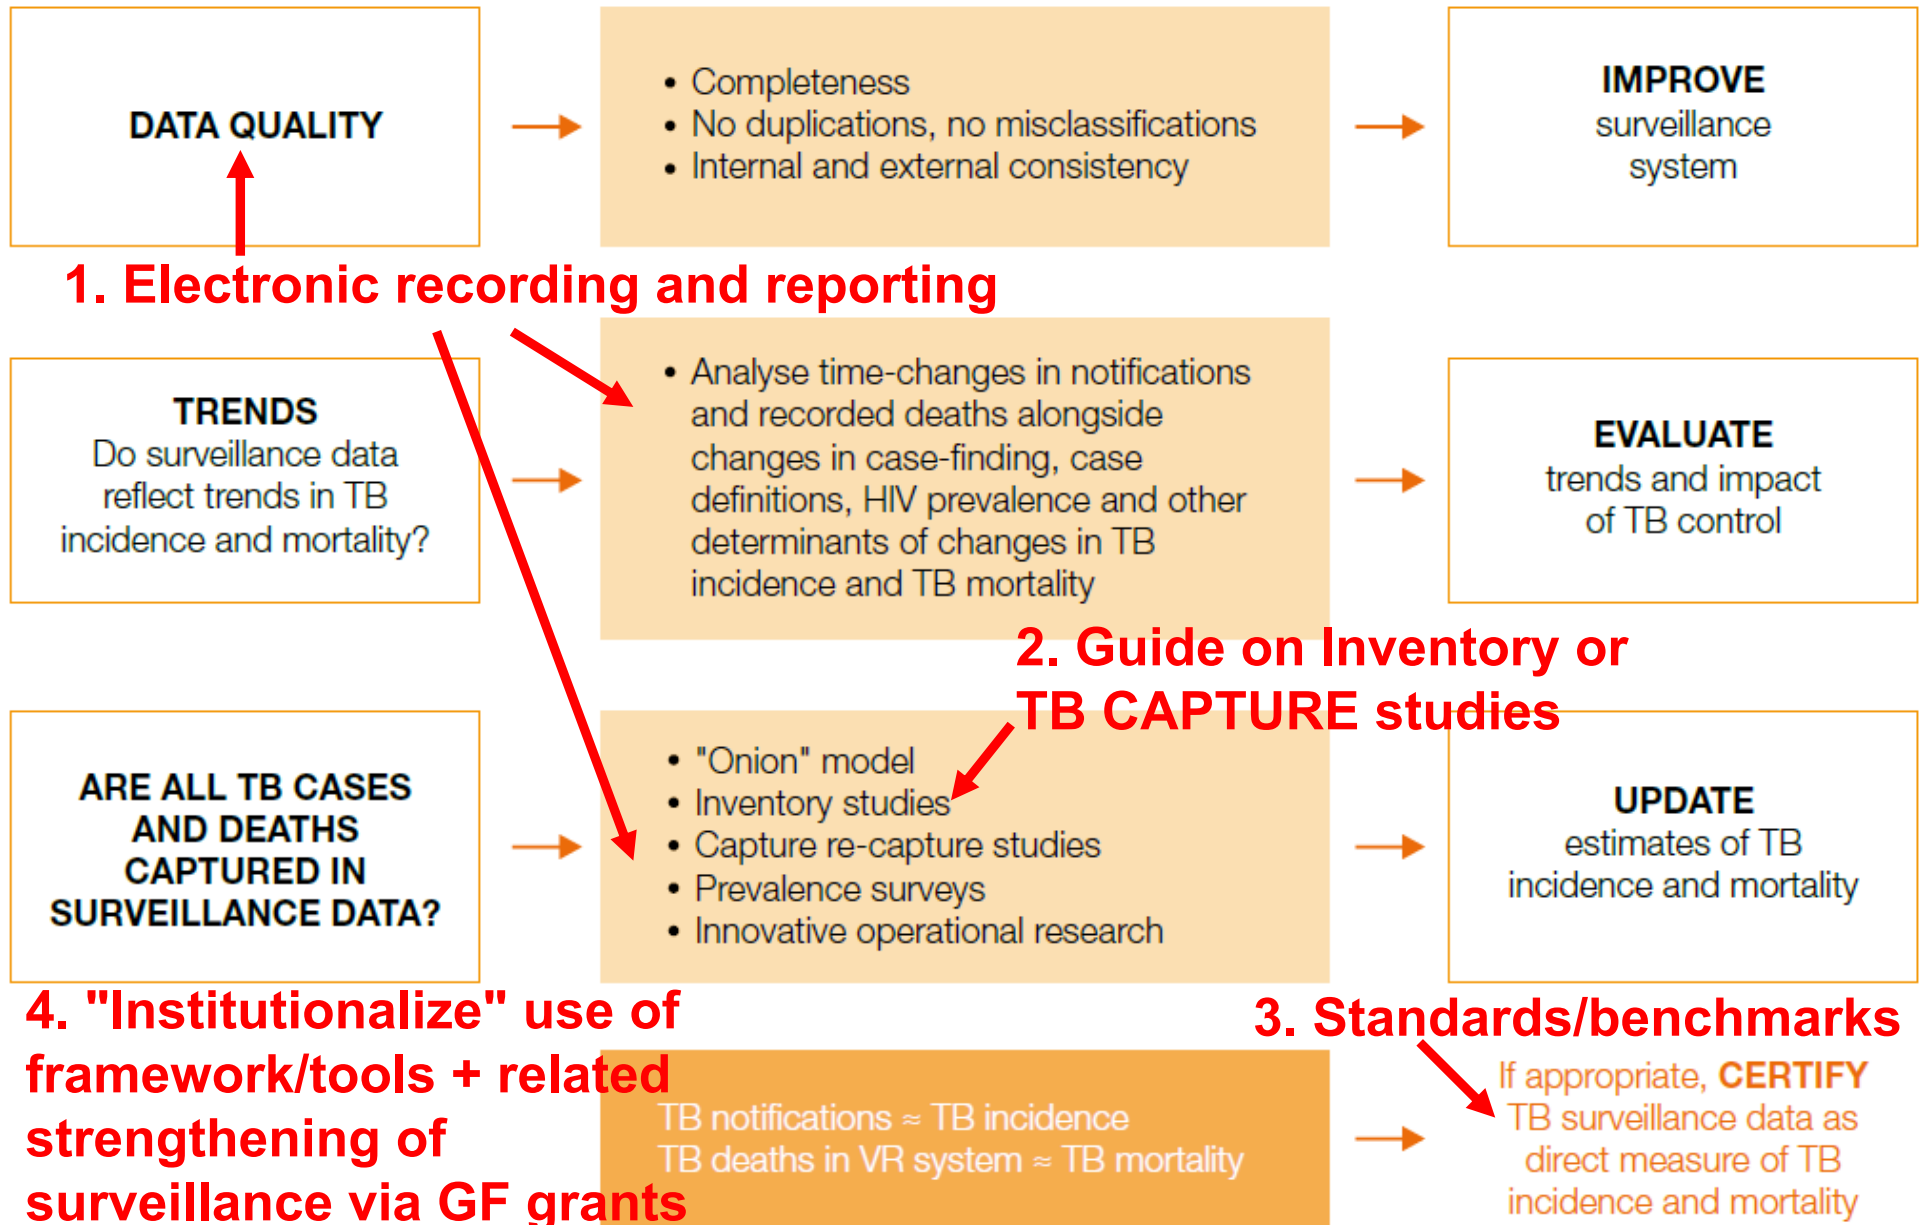 DATA QUALITY
• Completeness
• No duplications, no misclassifications
• Internal and external consistency
IMPROVE
surveillance
system
1. Electronic recording and reporting
TRENDS
Do surveillance data
reflect trends in TB
incidence and mortality?
• Analyse time-changes in notifications
and recorded deaths alongside
changes in case-finding, case
definitions, HIV prevalence and other
determinants of changes in TB
incidence and TB mortality
EVALUATE
trends and impact
of TB control
2. Guide on Inventory or
TB CAPTURE studies
ARE ALL TB CASES
AND DEATHS
CAPTURED IN
SURVEILLANCE DATA?
• "Onion" model
• Inventory studies
• Capture re-capture studies
• Prevalence surveys
• Innovative operational research
UPDATE
estimates of TB
incidence and mortality
4. "Institutionalize" use of
framework/tools + related
strengthening of
surveillance via GF grants
3. Standards/benchmarks
TB notifications ≈ TB incidence
TB deaths in VR system ≈ TB mortality
If appropriate, CERTIFY
TB surveillance data as
direct measure of TB
incidence and mortality